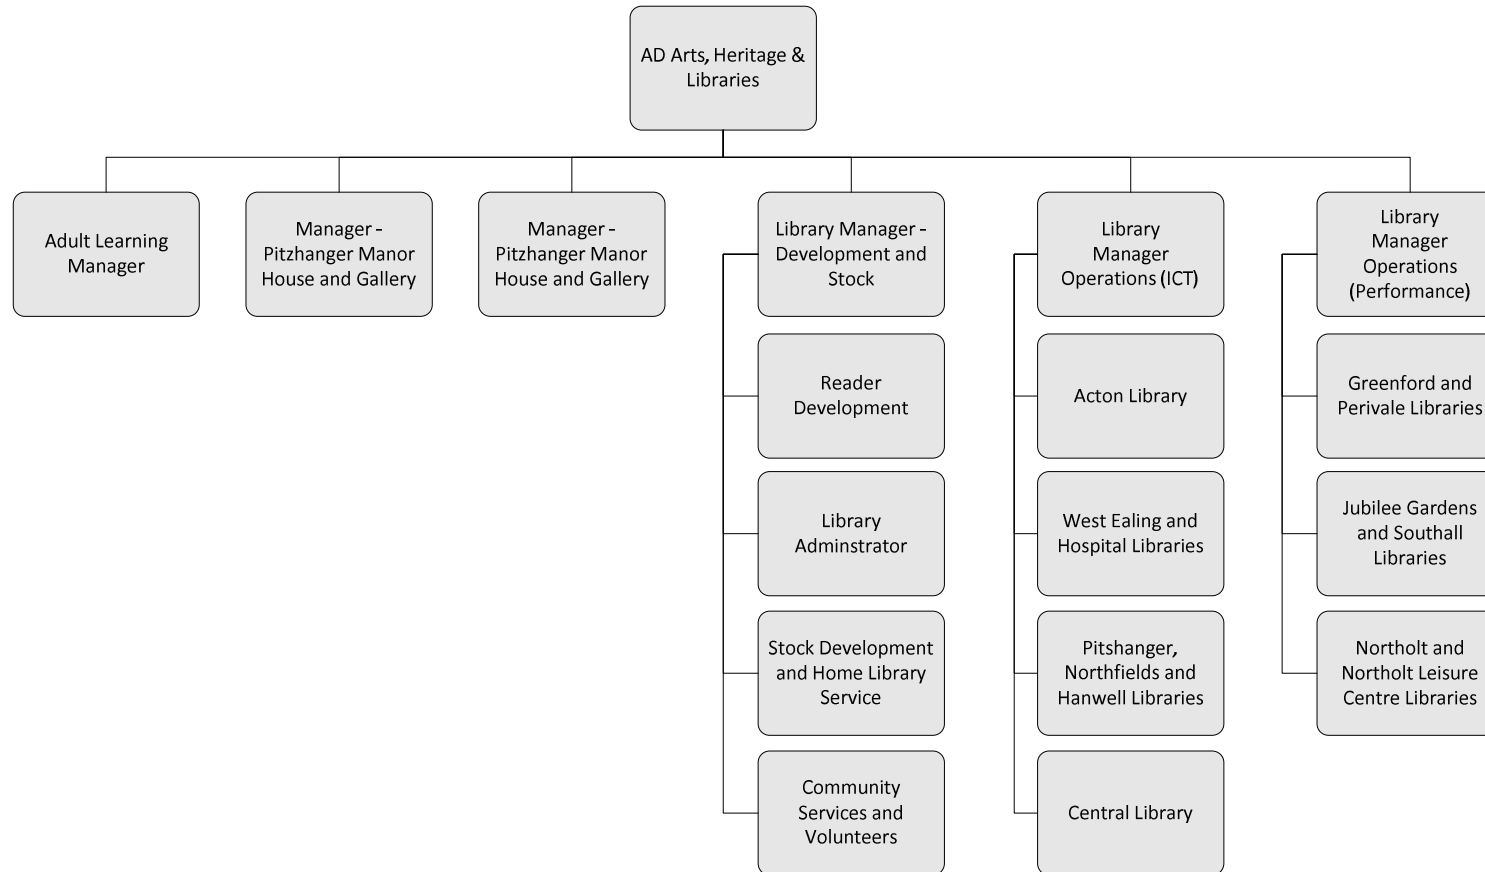 AD Arts, Heritage &
Libraries
Adult Learning
Manager
Manager -
Pitzhanger Manor
House and Gallery
Manager -
Pitzhanger Manor
House and Gallery
Library Manager -
Development and
Stock
Library
Manager
Operations (ICT)
Library
Manager
Operations
(Performance)
Reader
Development
Acton Library
Greenford and
Perivale Libraries
Library
Adminstrator
West Ealing and
Hospital Libraries
Jubilee Gardens
and Southall
Libraries
Stock Development
and Home Library
Service
Pitshanger,
Northfields and
Hanwell Libraries
Northolt and
Northolt Leisure
Centre Libraries
Community
Services and
Volunteers
Central Library